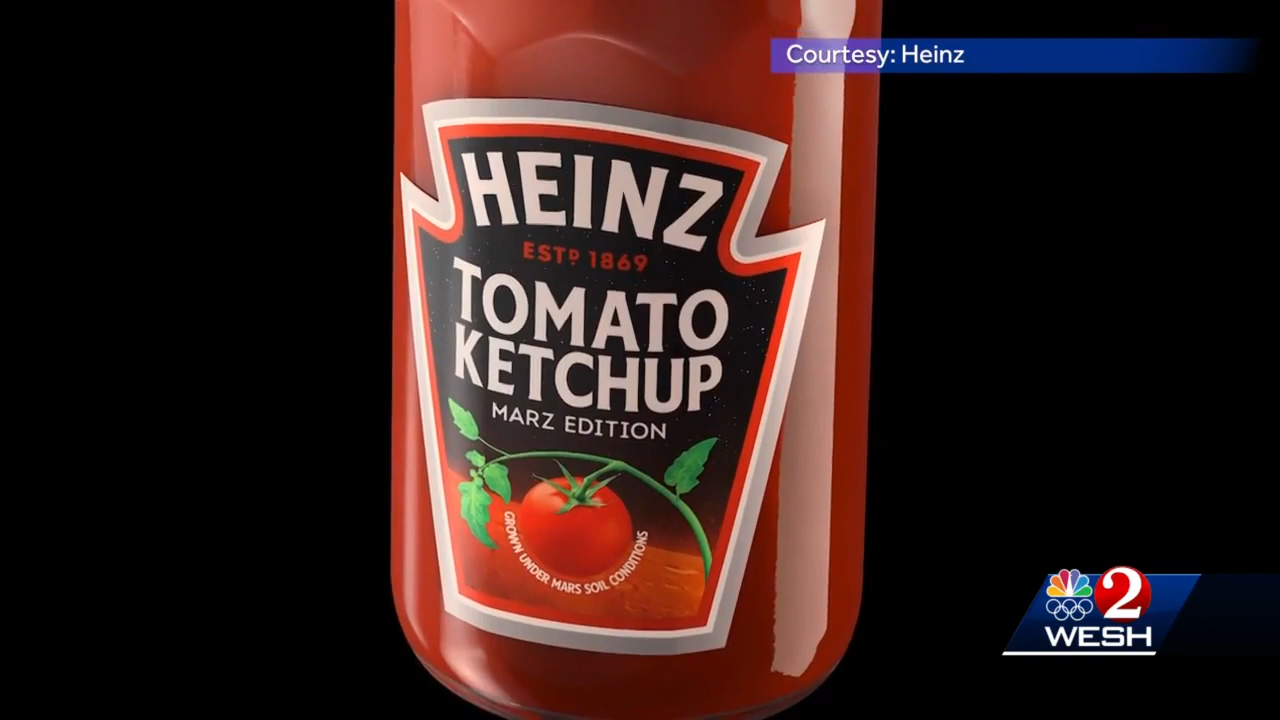 Courtesy: Heinz
HEINZ
ESTD 1869
TOMATO
KETCHUP
MARZ EDITION
GROWN UNDER MARS SOIL CONDITIONS
2
WESH